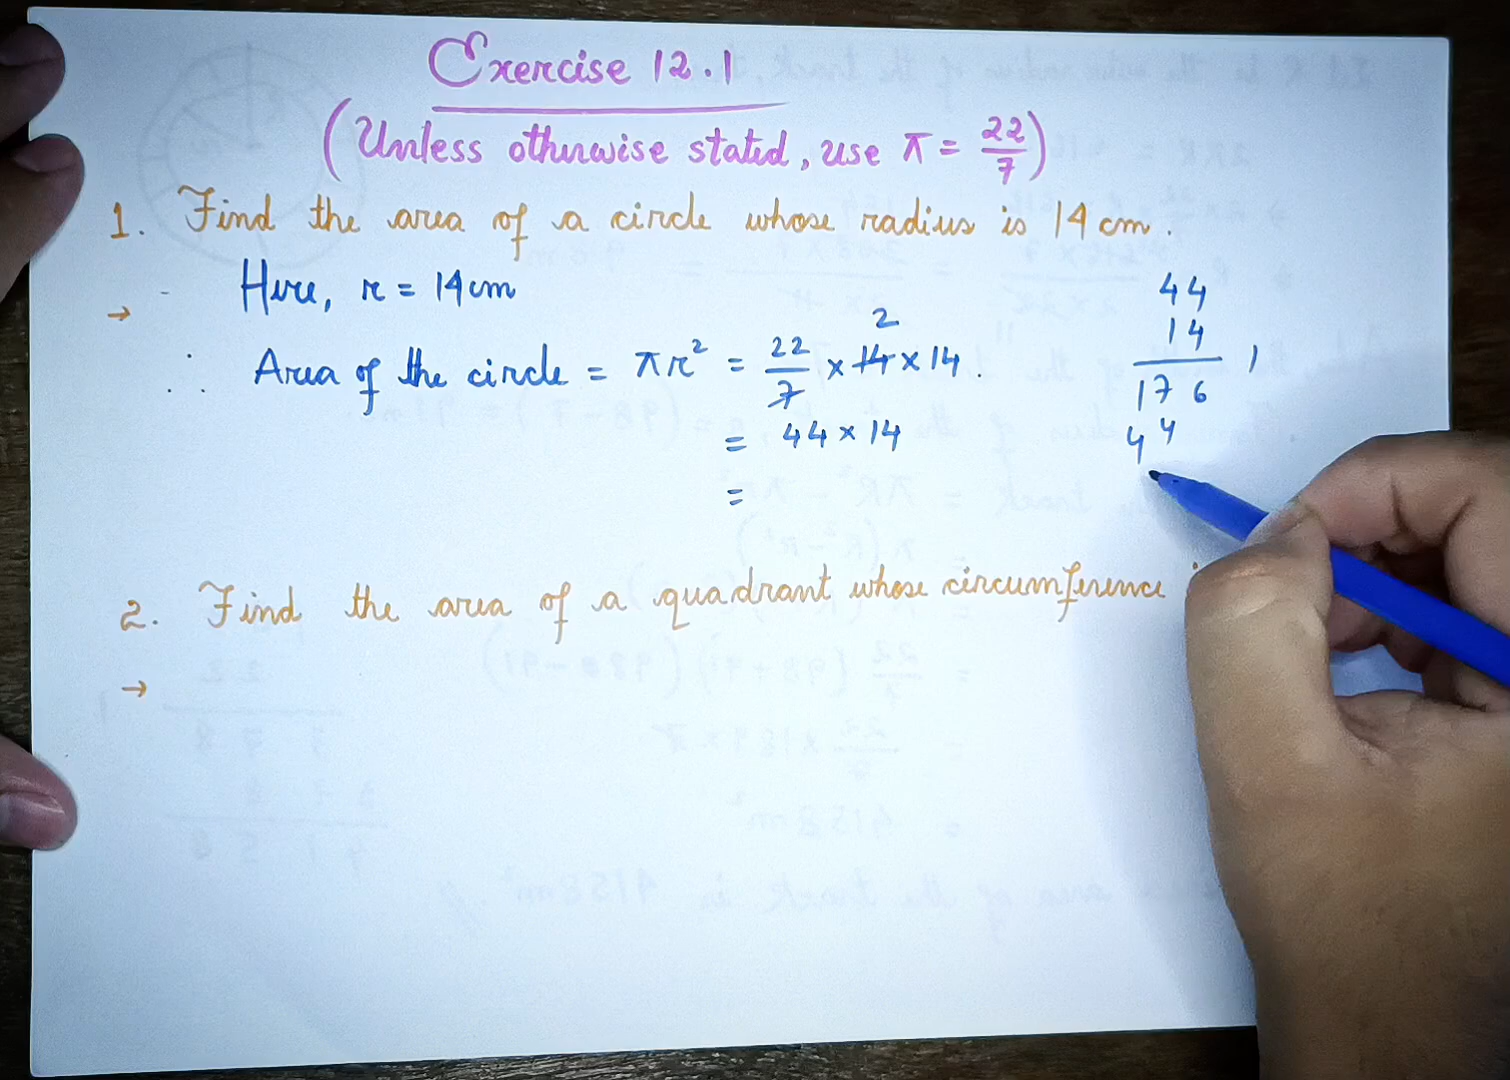 Exercise 12.1
(Unless otherwise stated, use π = 22/7)
1. Find the area of a circle whose radius is 14 cm.
→ Here, r = 14 cm
∴ Area of the circle = πr² = 22/7 × 14 × 14.
2
= 44 × 14
=
44
14
176
44
1
2. Find the area of a quadrant whose circumference
→